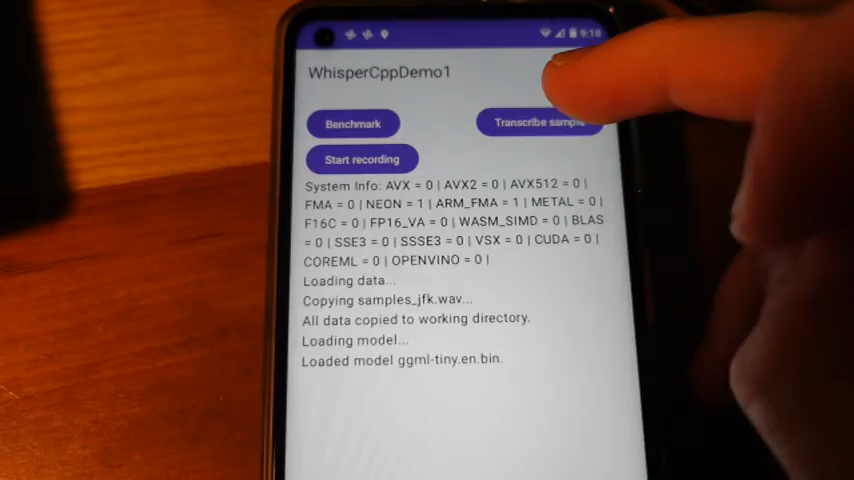 9:18
WhisperCppDemo1
Benchmark
Transcribe sample
Start recording
System Info: AVX = 0 | AVX2 = 0 | AVX512 = 0 |
FMA = 0 | NEON = 1 | ARM_FMA = 1 | METAL = 0 |
F16C = 0 | FP16_VA = 0 | WASM_SIMD = 0 | BLAS
= 0 | SSE3 = 0 | SSSE3 = 0 | VSX = 0 | CUDA = 0 |
COREML = 0 | OPENVINO = 0 |
Loading data...
Copying samples_jfk.wav...
All data copied to working directory.
Loading model...
Loaded model ggml-tiny.en.bin.